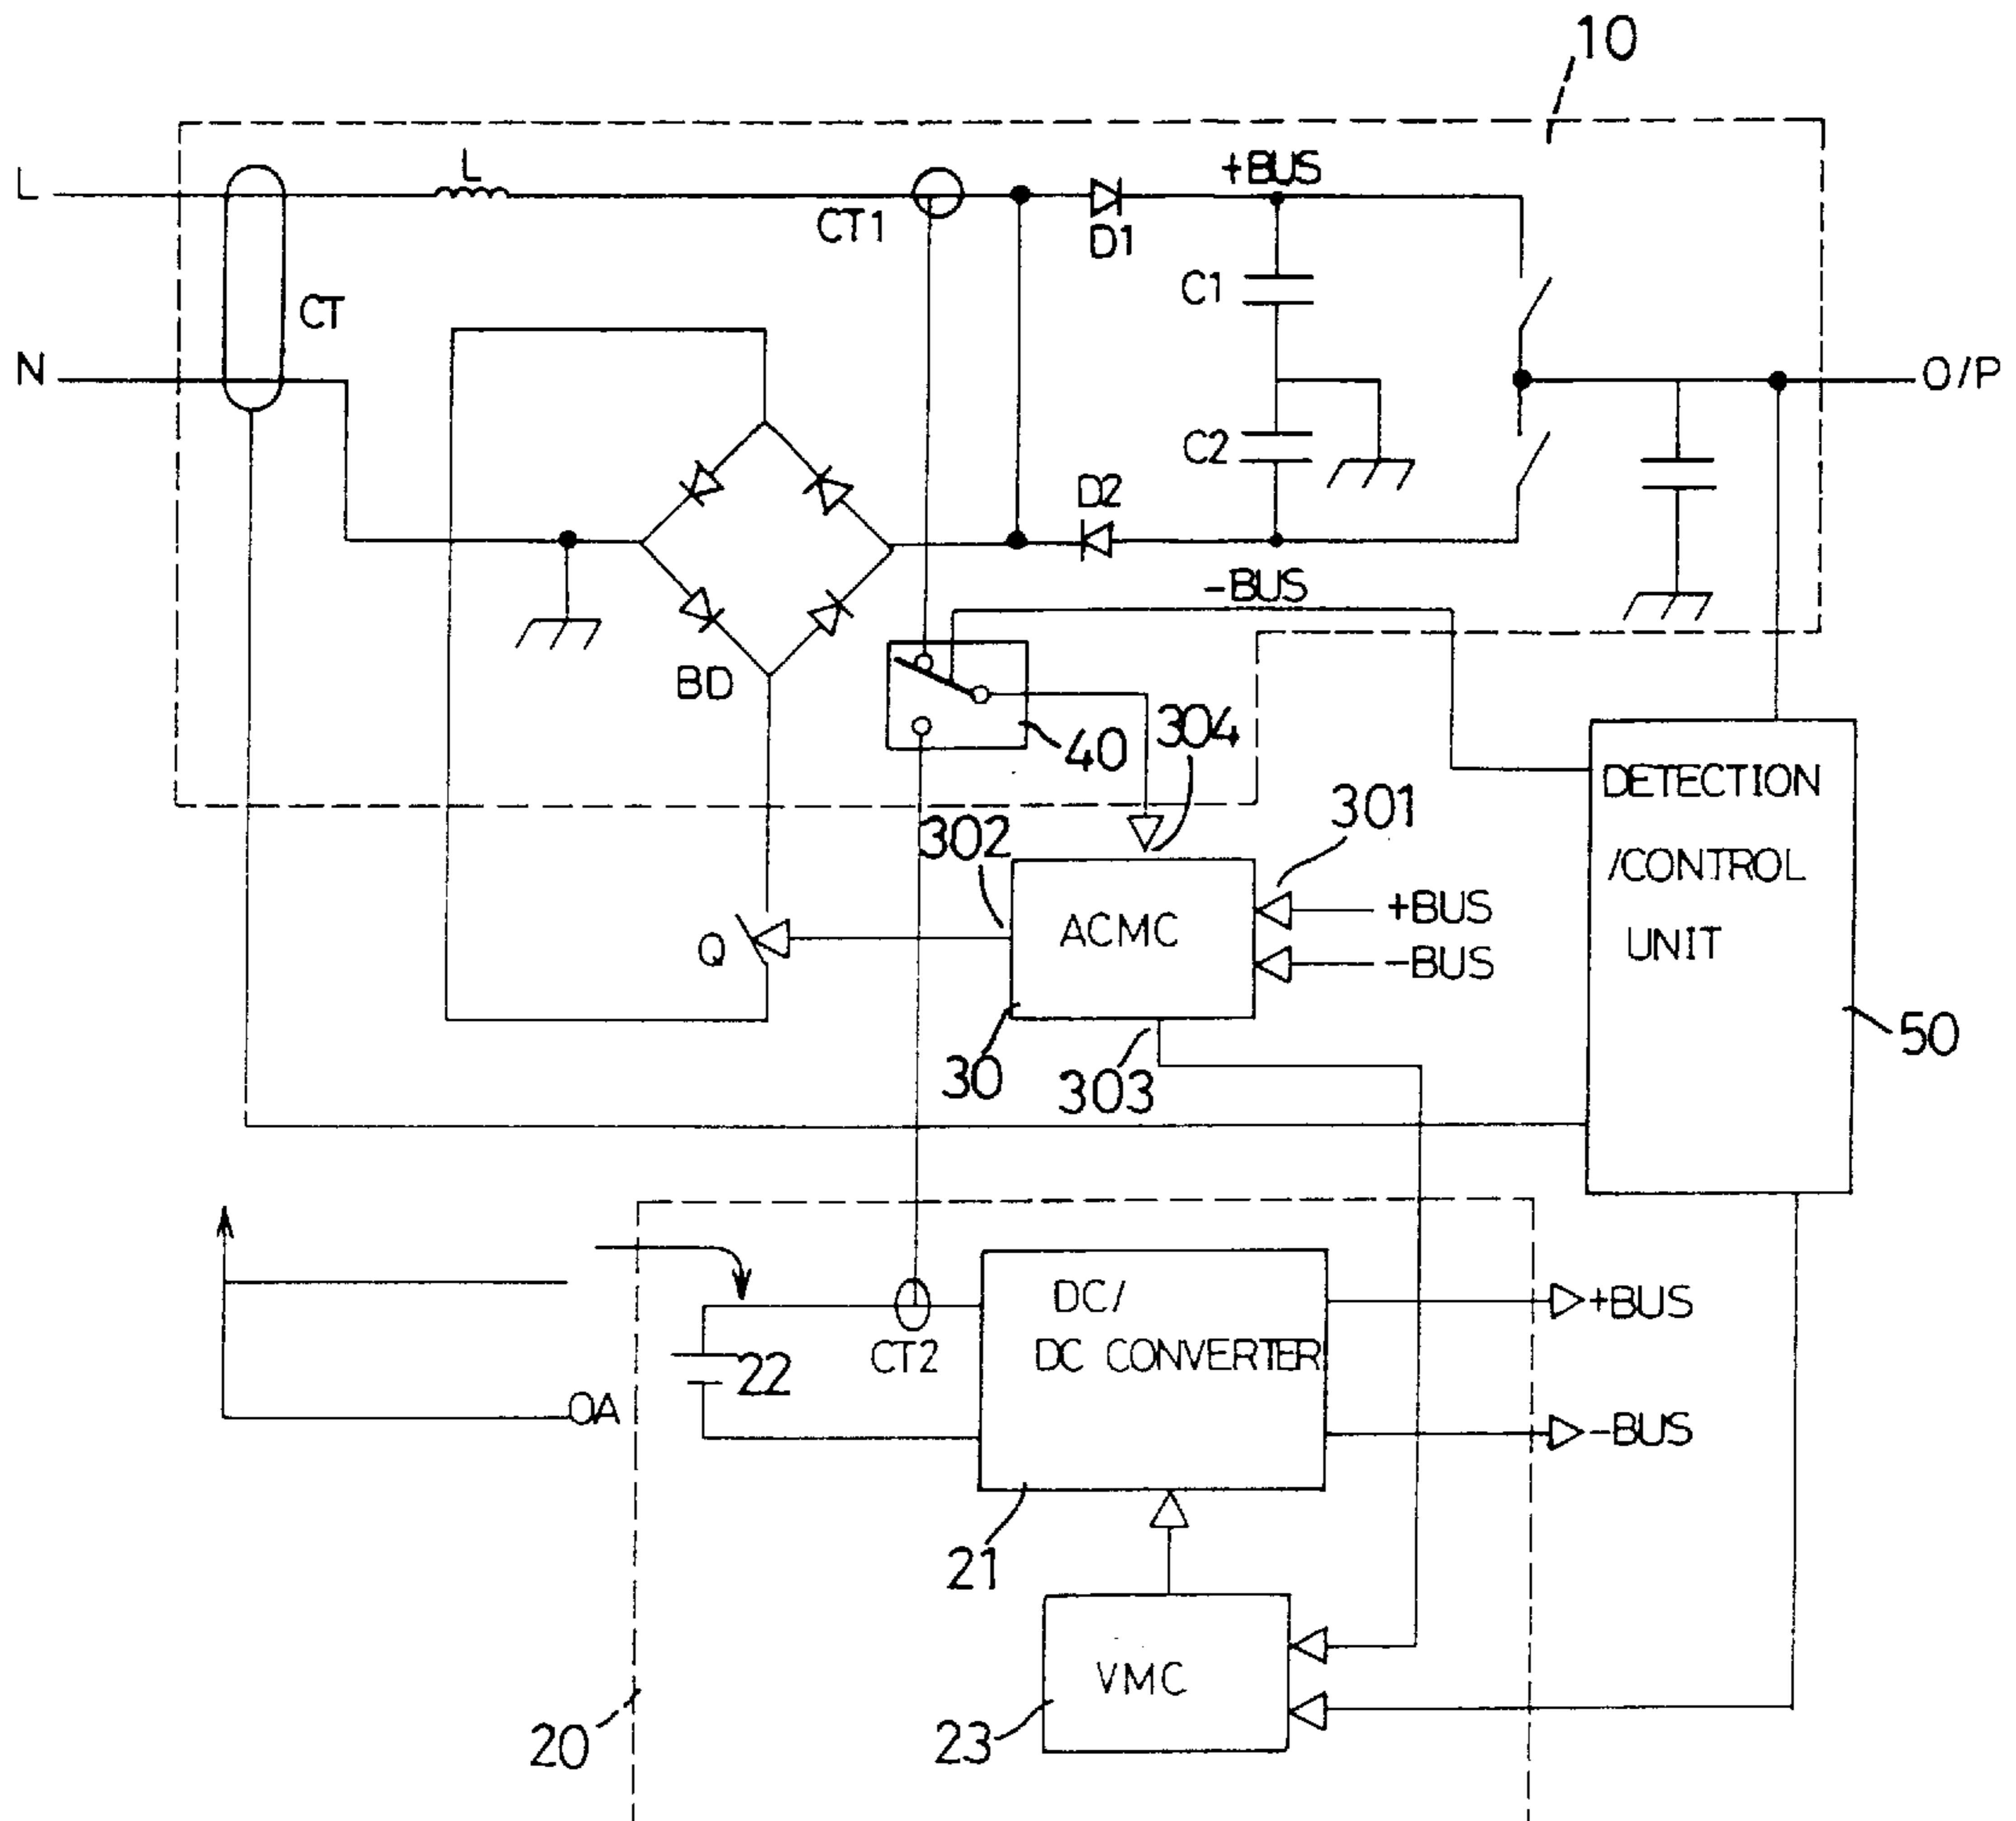 10
L
L
+BUS
CT1
D1
C1
CT
N
O/P
C2
D2
-BUS
BD
40
304
DETECTION
/CONTROL
UNIT
301
302
+BUS
ACMC
Q
-BUS
50
30
303
DC/
DC CONVERTER
+BUS
CT2
22
0A
-BUS
21
VMC
20
23